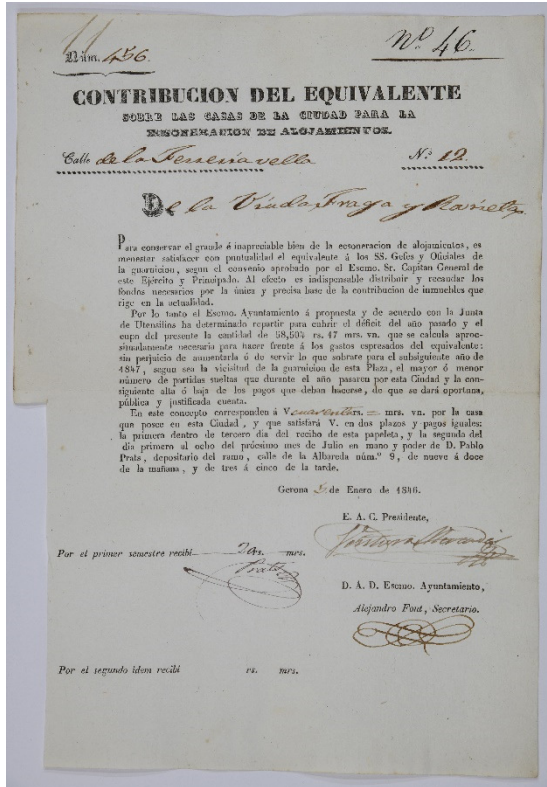 Nº 46.
Núm. 456.
CONTRIBUCION DEL EQUIVALENTE
SOBRE LAS CASAS DE LA CIUDAD PARA LA
ESONERACION DE ALOJAMIENTOS.
Calle de la Ferreria vella Nº 12.
De la Viuda Fraga y
Para conservar el grande é inapreciable bien de la ecsoneracion de alojamientos, es
menester satisfacer con puntualidad el equivalente á los SS. Gefes y Oficiales de
la guarnicion, segun el convenio aprobado por el Escmo. Sr. Capitan General de
este Ejército y Principado. Al efecto es indispensable distribuir y recaudar los
fondos necesarios por la única y precisa base de la contribucion de inmuebles que
rige en la actualidad.
Por lo tanto el Escmo. Ayuntamiento á propuesta y de acuerdo con la Junta
de Utensilios ha determinado repartir para cubrir el déficit del año pasado y el
cupo del presente la cantidad de 58,504 rs. 17 mrs. vn. que se calcula aproc-
simadamente necesaria para hacer frente á los gastos espresados del equivalente:
sin perjuicio de aumentarla ó de servir lo que sobrare para el subsiguiente año de
1847, segun sea la vicisitud de la guarnicion de esta Plaza, el mayor ó menor
número de partidas sueltas que durante el año pasaren por esta Ciudad y la con-
siguiente alta ó baja de los pagos que deban hacerse, de que se dará oportuna,
pública y justificada cuenta.
En este concepto corresponden á V. cuarenta rs. = mrs. vn. por la casa
que posee en esta Ciudad, y que satisfará V. en dos plazos y pagos iguales:
la primera dentro de tercero dia del recibo de esta papeleta, y la segunda del
dia primero al ocho del prócsimo mes de Julio en mano y poder de D. Pablo
Prats, depositario del ramo, calle de la Albareda núm.º 9, de nueve á doce
de la mañana, y de tres á cinco de la tarde.
Gerona de Enero de 1846.
E. A. C. Presidente,
Por el primer semestre recibí 20 rs. mrs.
Prats
D. A. D. Escmo. Ayuntamiento,
Alejandro Font, Secretario.
Por el segundo idem recibí rs. mrs.